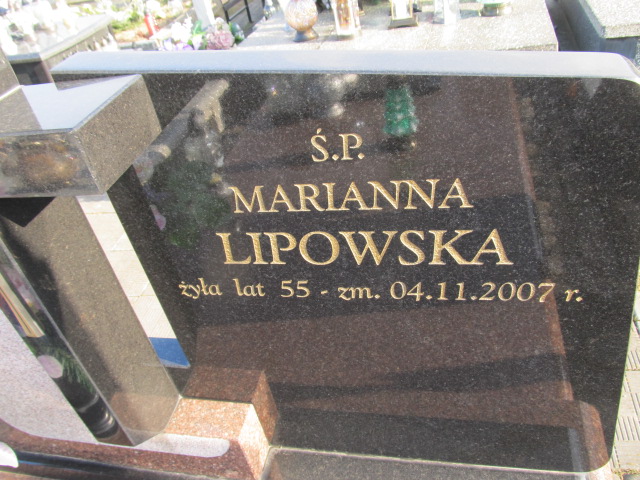 Ś.P.
MARIANNA
LIPOWSKA
żyła lat 55 - zm. 04.11.2007 r.